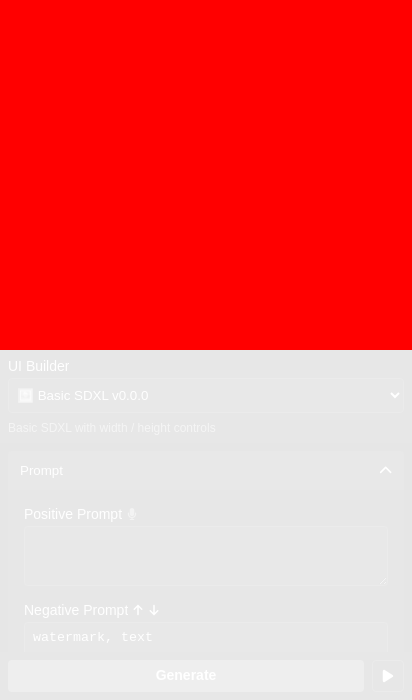 UI Builder
Basic SDXL v0.0.0
Basic SDXL with width / height controls
Prompt
Positive Prompt
Negative Prompt ↑ ↓
watermark, text
Generate